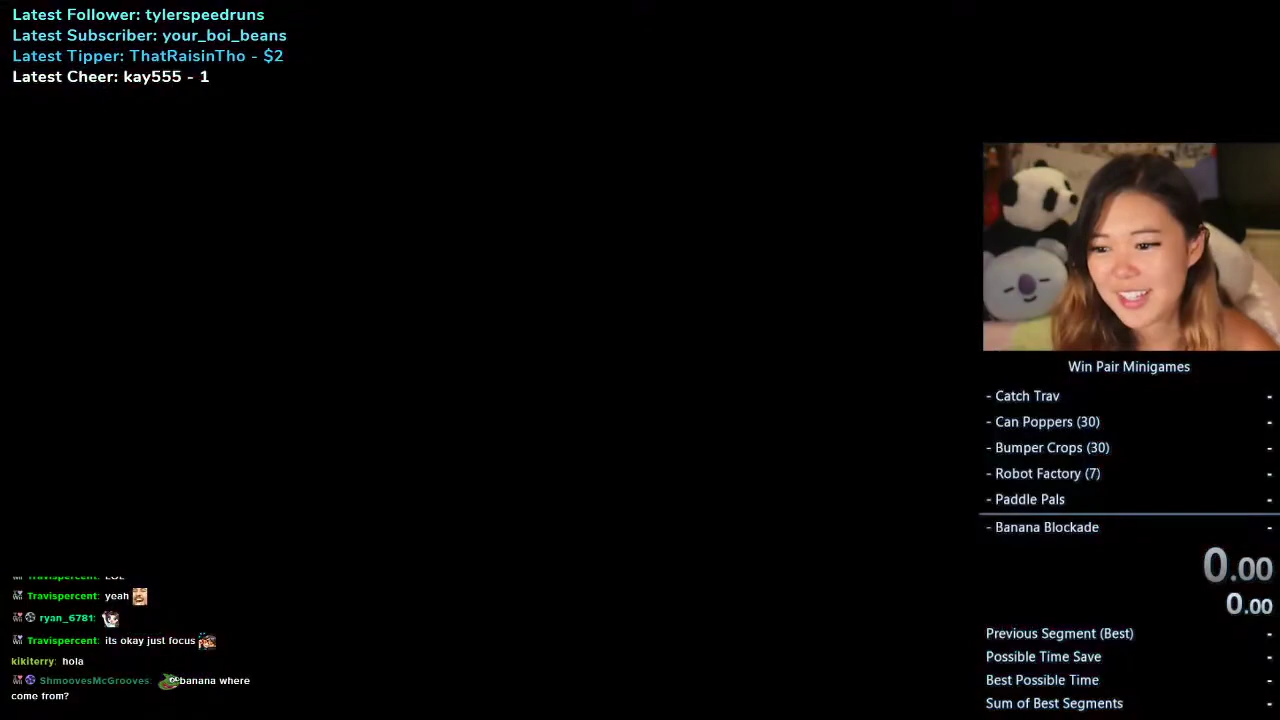 Latest Follower: tylerspeedruns
Latest Subscriber: your_boi_beans
Latest Tipper: ThatRaisinTho - $2
Latest Cheer: kay555 - 1
Win Pair Minigames
- Catch Trav -
- Can Poppers (30) -
- Bumper Crops (30) -
- Robot Factory (7) -
- Paddle Pals -
- Banana Blockade -
0.00
0.00
Previous Segment (Best) -
Possible Time Save -
Best Possible Time -
Sum of Best Segments -
Travispercent: LOL
Travispercent: yeah
ryan_6781:
Travispercent: its okay just focus
kikiterry: hola
ShmoovesMcGrooves: banana where
come from?